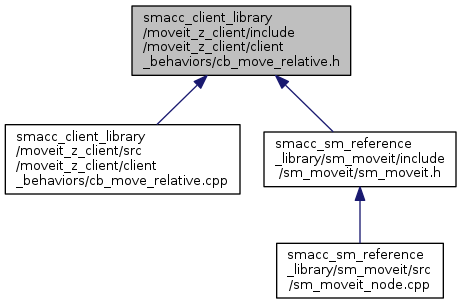 smacc_client_library
/moveit_z_client/include
/moveit_z_client/client
_behaviors/cb_move_relative.h
smacc_client_library
/moveit_z_client/src
/moveit_z_client/client
_behaviors/cb_move_relative.cpp
smacc_sm_reference
_library/sm_moveit/include
/sm_moveit/sm_moveit.h
smacc_sm_reference
_library/sm_moveit/src
/sm_moveit_node.cpp